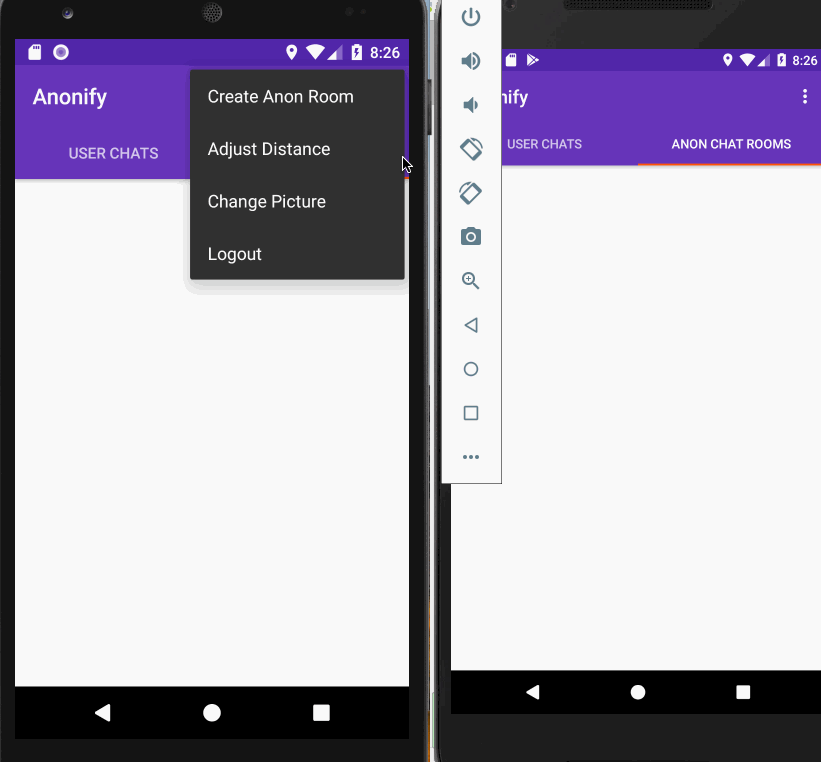 8:26
Anonify
USER CHATS
Create Anon Room
Adjust Distance
Change Picture
Logout
8:26
nify
USER CHATS
ANON CHAT ROOMS